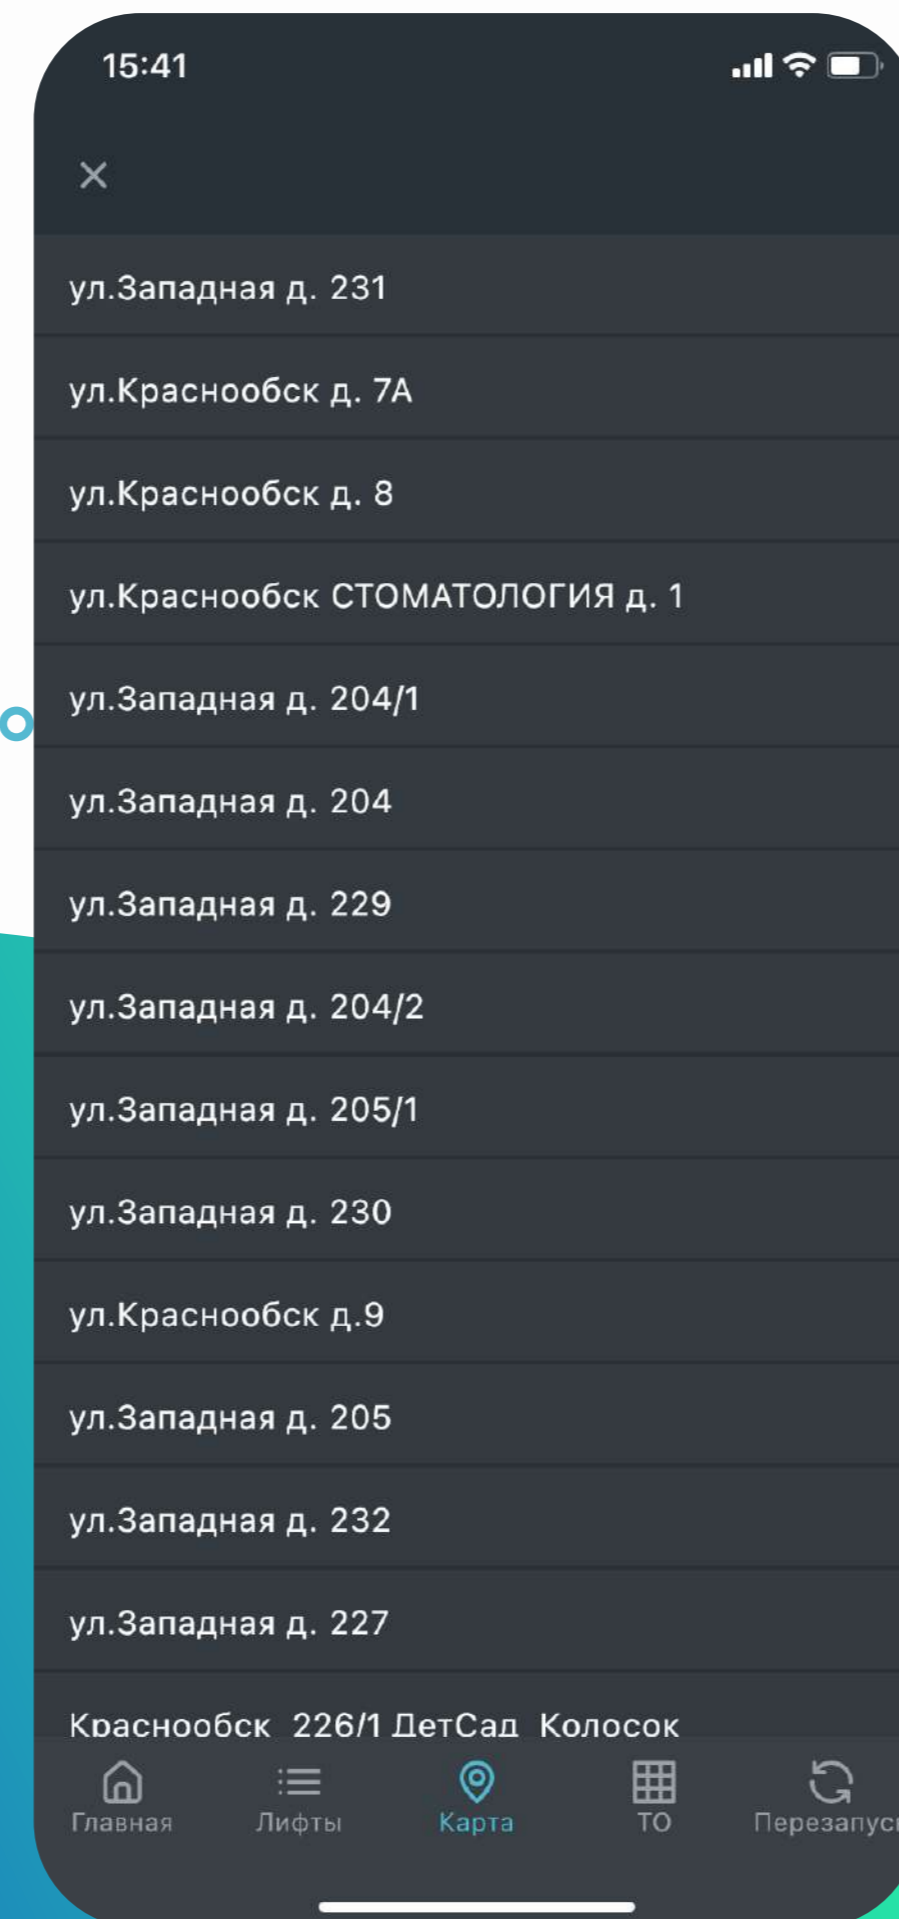 15:41
ул.Западная д. 231
ул.Краснообск д. 7А
ул.Краснообск д. 8
ул.Краснообск СТОМАТОЛОГИЯ д. 1
ул.Западная д. 204/1
ул.Западная д. 204
ул.Западная д. 229
ул.Западная д. 204/2
ул.Западная д. 205/1
ул.Западная д. 230
ул.Краснообск д.9
ул.Западная д. 205
ул.Западная д. 232
ул.Западная д. 227
Краснообск 226/1 ДетСад Колосок
Главная Лифты Карта ТО Перезапуск